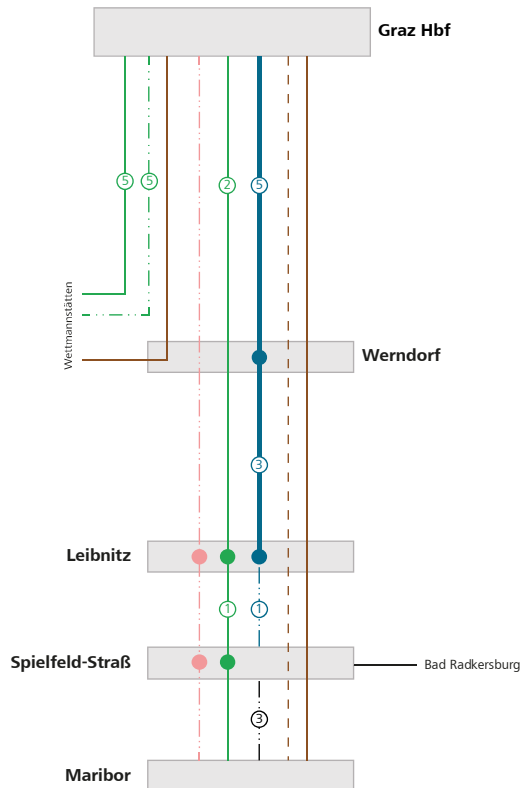 Graz Hbf
5
5
2
5
Wettmannstätten
Werndorf
3
Leibnitz
1
1
Spielfeld-Straß
Bad Radkersburg
3
Maribor